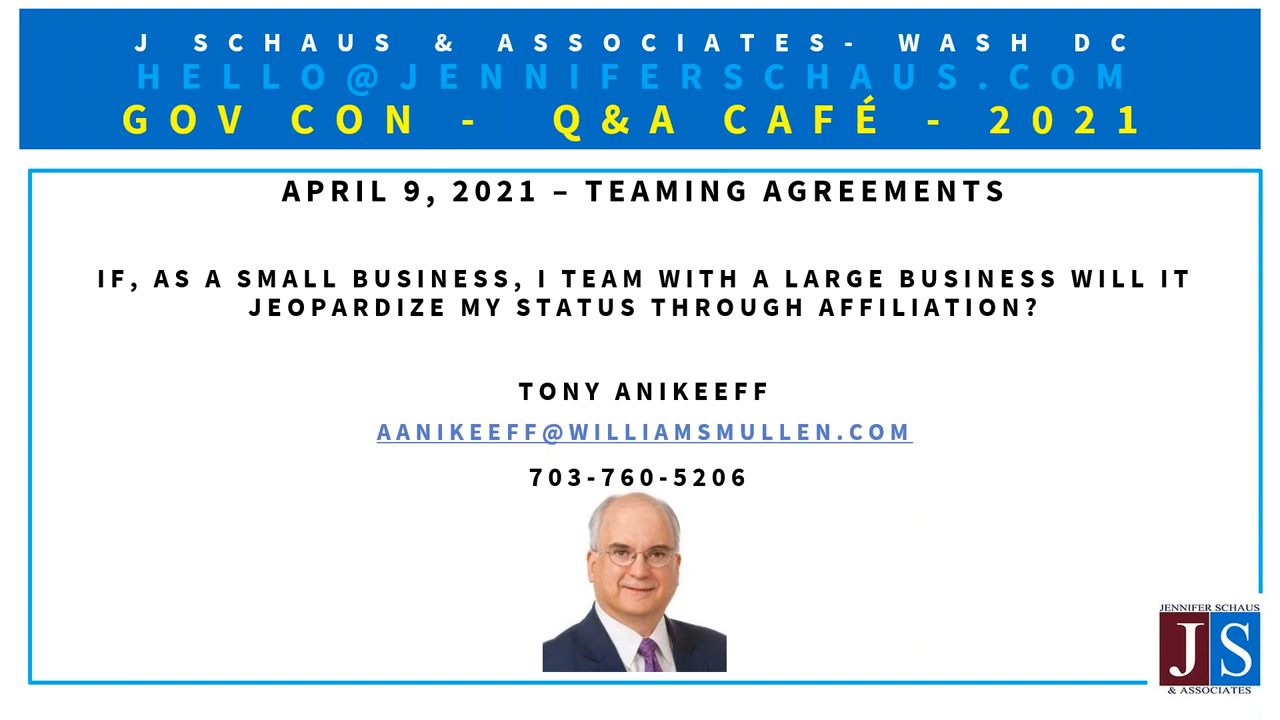 J SCHAUS & ASSOCIATES- WASH DC
HELLO@JENNIFERSCHAUS.COM
GOV CON - Q&A CAFÉ - 2021
APRIL 9, 2021 – TEAMING AGREEMENTS
IF, AS A SMALL BUSINESS, I TEAM WITH A LARGE BUSINESS WILL IT
JEOPARDIZE MY STATUS THROUGH AFFILIATION?
TONY ANIKEEFF
AANIKEEFF@WILLIAMSMULLEN.COM
703-760-5206
JENNIFER SCHAUS
JS
& ASSOCIATES